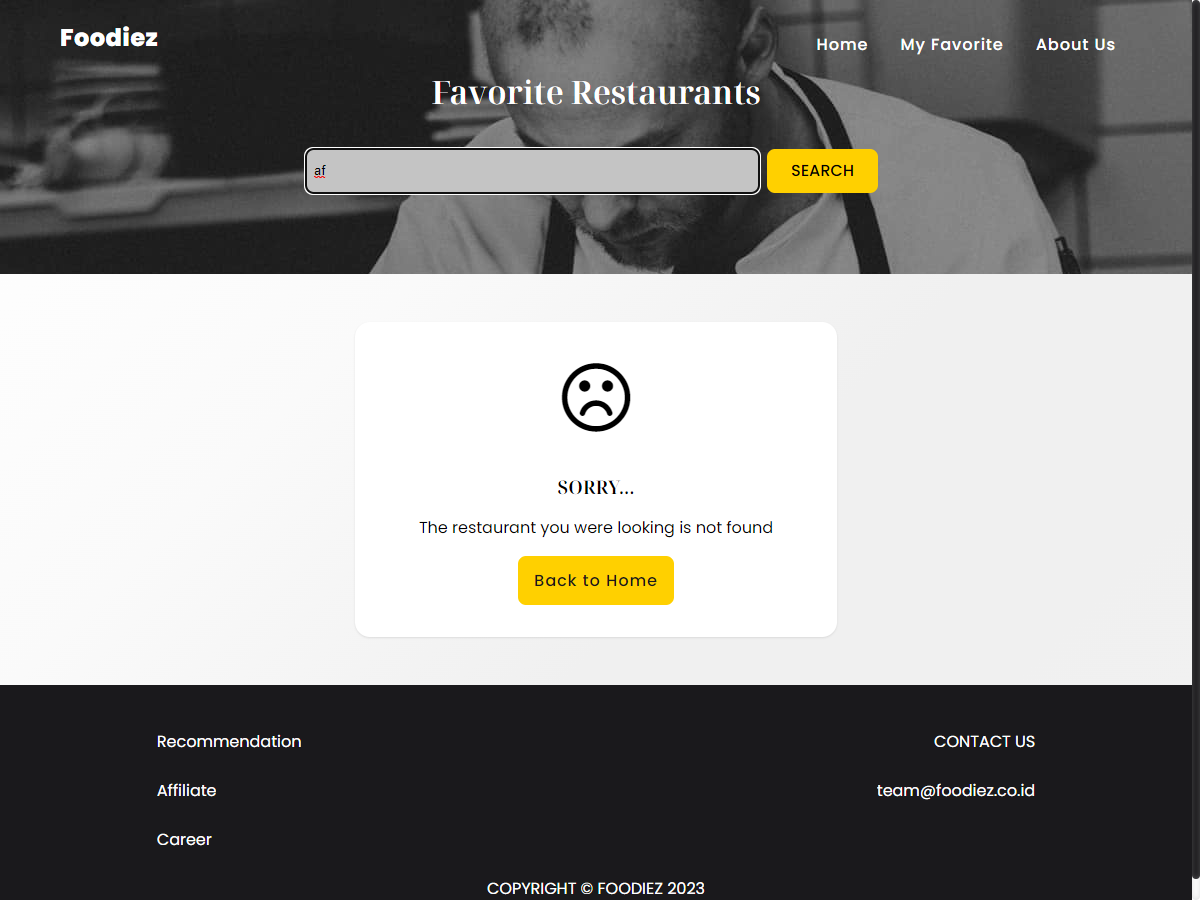 Foodiez
Home My Favorite About Us
Favorite Restaurants
af
SEARCH
SORRY...
The restaurant you were looking is not found
Back to Home
Recommendation
Affiliate
Career
CONTACT US
team@foodiez.co.id
COPYRIGHT © FOODIEZ 2023